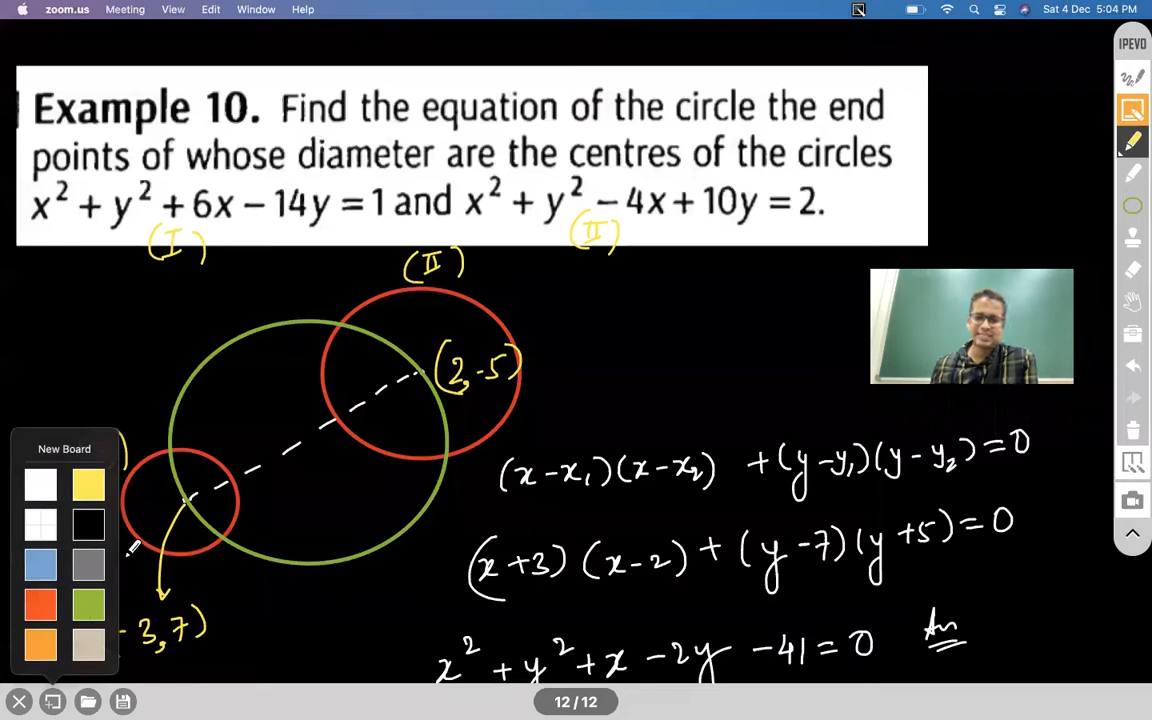 zoom.us Meeting View Edit Window Help Sat 4 Dec 5:04 PM
IPEVO
Example 10. Find the equation of the circle the end
points of whose diameter are the centres of the circles
x² + y² + 6x − 14y = 1 and x² + y² − 4x + 10y = 2.
(I) (II)
(II)
(2, -5)
New Board
)
(x - x₁)(x - x₂) + (y - y₁)(y - y₂) = 0
(x + 3) (x - 2) + (y - 7)(y + 5) = 0
- 3, 7)
An
x² + y² + x - 2y - 41 = 0
12 / 12